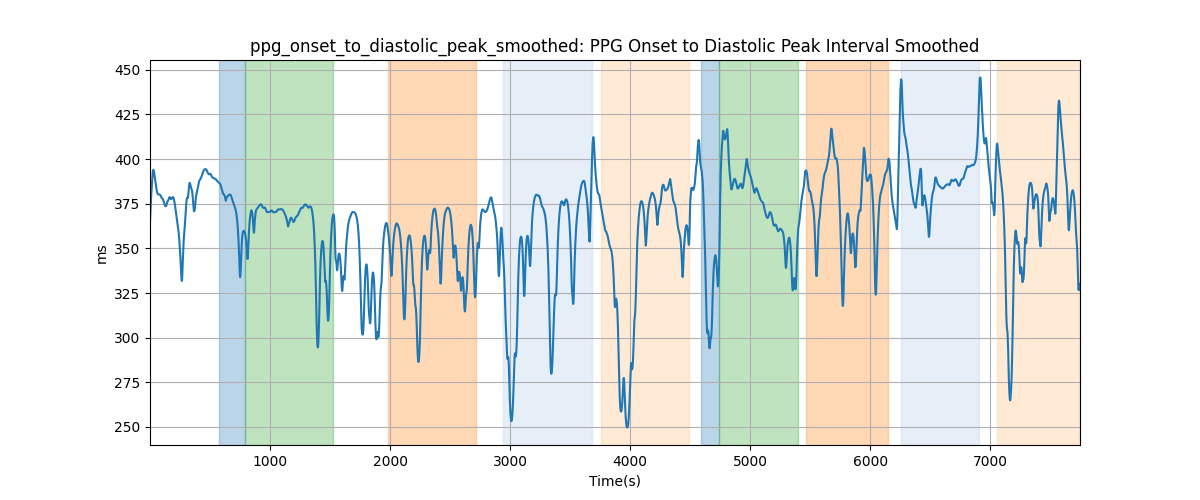 ppg_onset_to_diastolic_peak_smoothed: PPG Onset to Diastolic Peak Interval Smoothed
450
425
400
375
350
325
300
275
250
ms
1000 2000 3000 4000 5000 6000 7000
Time(s)